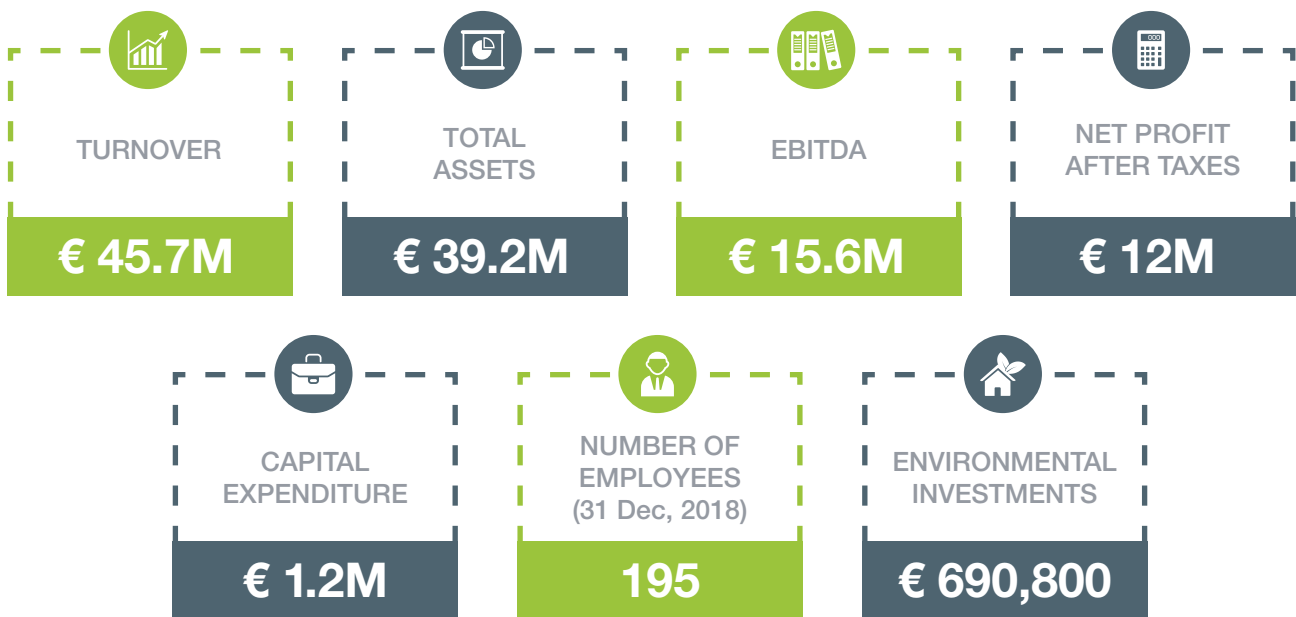 TURNOVER
€ 45.7M
TOTAL
ASSETS
€ 39.2M
EBITDA
€ 15.6M
NET PROFIT
AFTER TAXES
€ 12M
CAPITAL
EXPENDITURE
€ 1.2M
NUMBER OF
EMPLOYEES
(31 Dec, 2018)
195
ENVIRONMENTAL
INVESTMENTS
€ 690,800